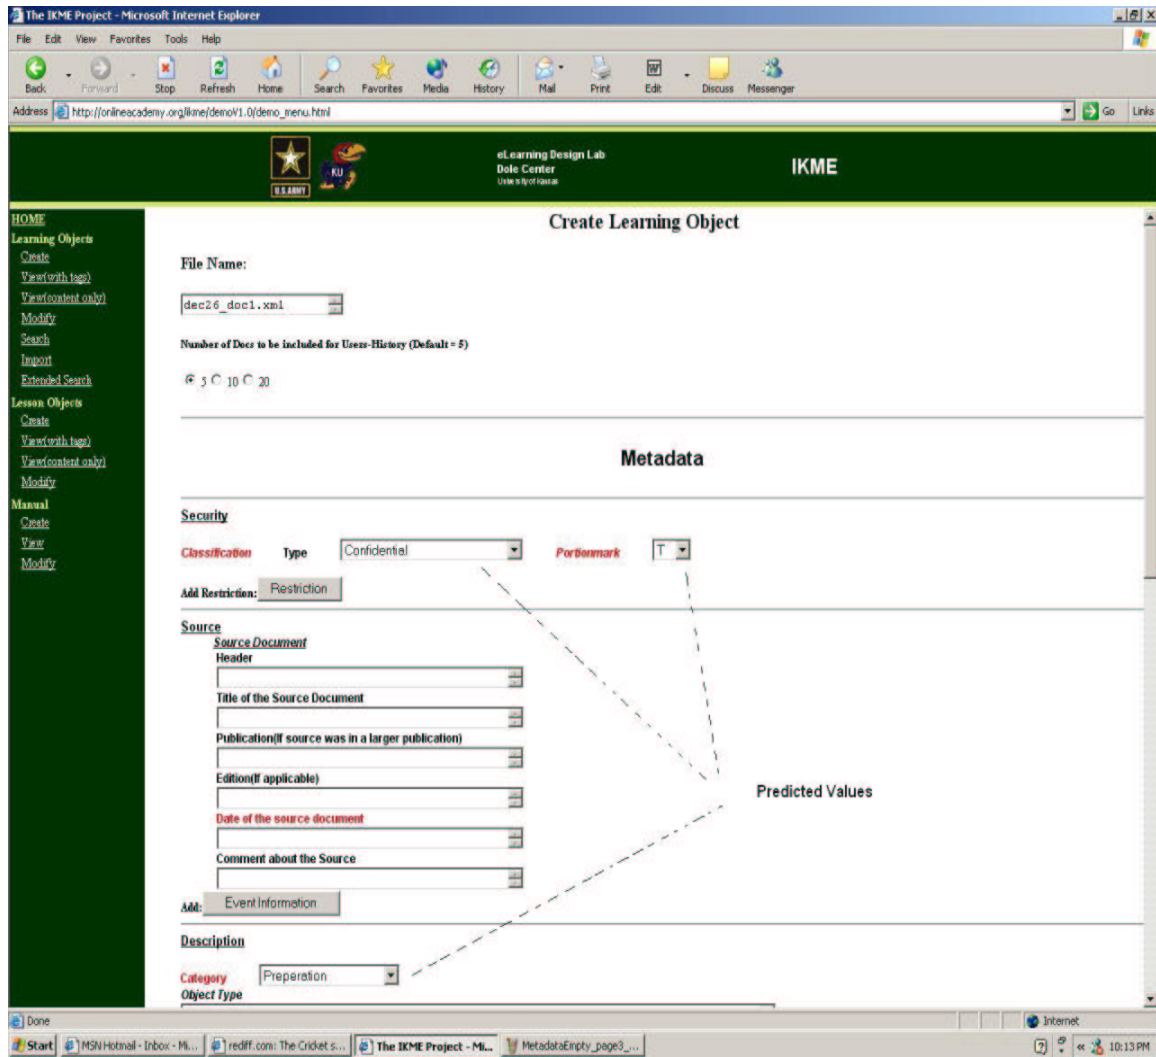 The IKME Project - Microsoft Internet Explorer
File Edit View Favorites Tools Help
Back Forward Stop Refresh Home Search Favorites Media History Mail Print Edit Discuss Messenger
Address http://onlineacademy.org/ikme/demoV1.0/demo_menu.html Go Links
U.S.ARMY
KU
eLearning Design Lab
Dole Center
University of Kansas
IKME
HOME
Learning Objects
Create
View(with tags)
View(content only)
Modify
Search
Import
Extended Search
Lesson Objects
Create
View(with tags)
View(content only)
Modify
Manual
Create
View
Modify
Create Learning Object
File Name:
dec26_doc1.xml
Number of Docs to be included for Users-History (Default = 5)
5 10 20
Metadata
Security
Classification Type Confidential Portionmark T
Add Restriction: Restriction
Source
Source Document
Header
Title of the Source Document
Publication(If source was in a larger publication)
Edition(If applicable)
Date of the source document
Comment about the Source
Add: Event Information
Predicted Values
Description
Category Preperation
Object Type
Done Internet
Start MSN Hotmail - Inbox - Mi... rediff.com: The Cricket s... The IKME Project - Mi... MetadataEmpty_page3_... 10:13 PM